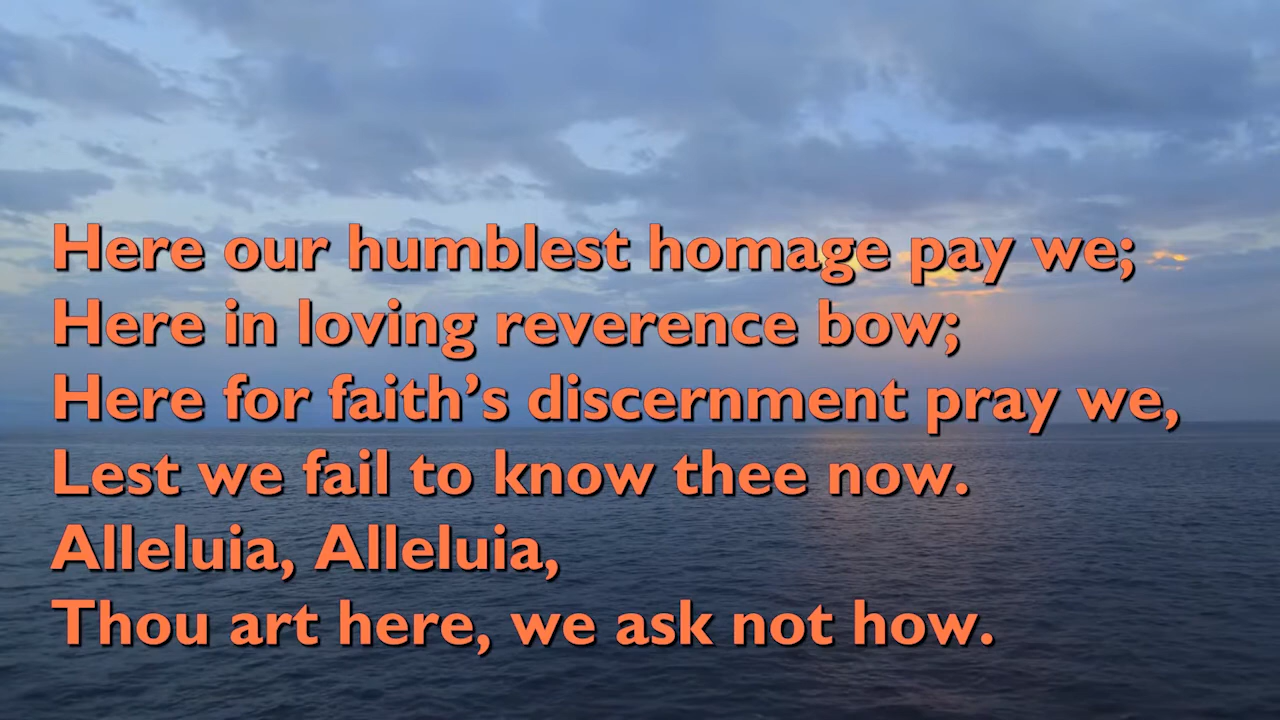 Here our humblest homage pay we;
Here in loving reverence bow;
Here for faith’s discernment pray we,
Lest we fail to know thee now.
Alleluia, Alleluia,
Thou art here, we ask not how.